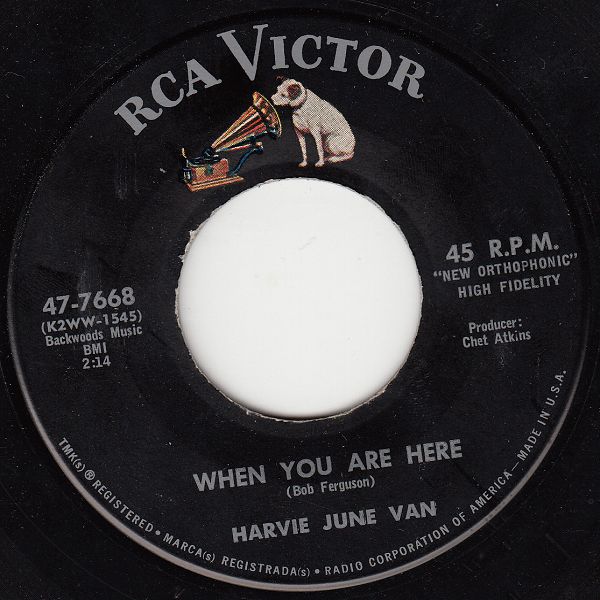 RCA VICTOR
47-7668
(K2WW-1545)
Backwoods Music
BMI
2:14
45 R.P.M.
"NEW ORTHOPHONIC"
HIGH FIDELITY
Producer:
Chet Atkins
WHEN YOU ARE HERE
(Bob Ferguson)
HARVIE JUNE VAN
TMK(s) ® REGISTERED • MARCA(s) REGISTRADA(s) • RADIO CORPORATION OF AMERICA—MADE IN U.S.A.